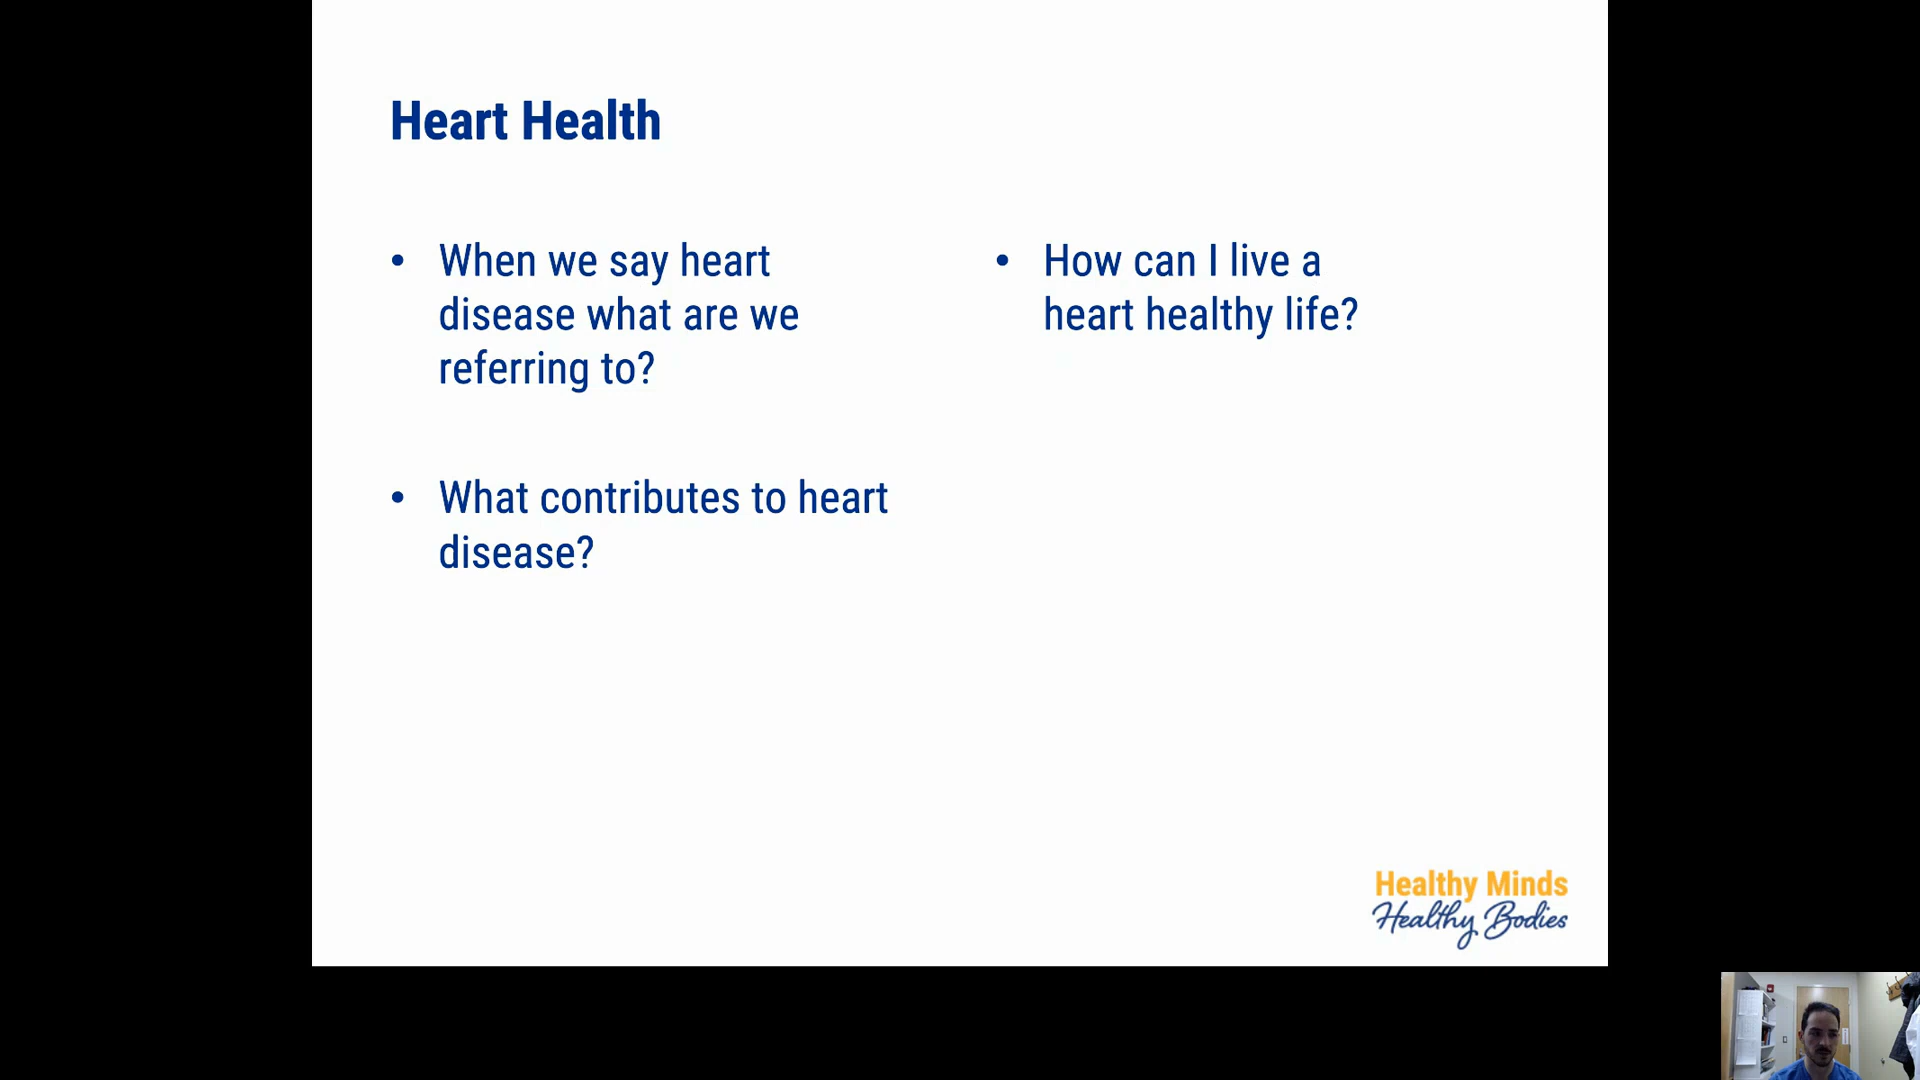 Heart Health
• When we say heart
disease what are we
referring to?
• What contributes to heart
disease?
• How can I live a
heart healthy life?
Healthy Minds
Healthy Bodies